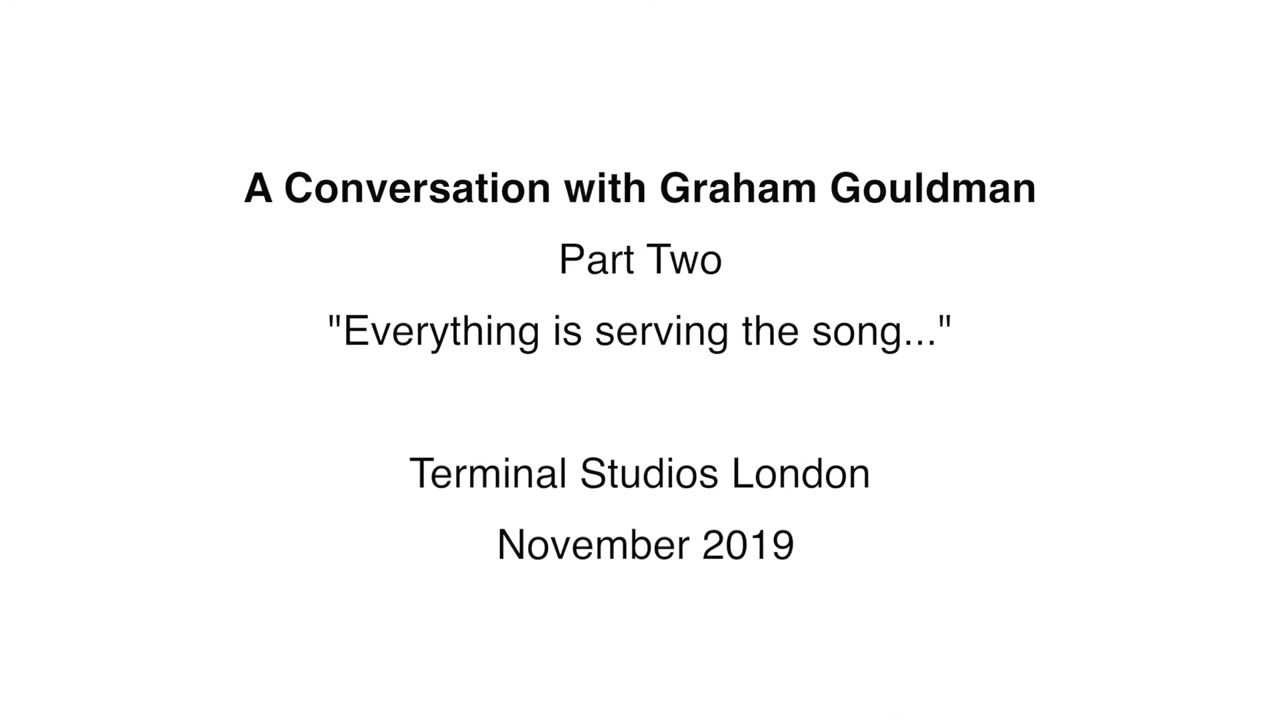 A Conversation with Graham Gouldman
Part Two
"Everything is serving the song..."
Terminal Studios London
November 2019